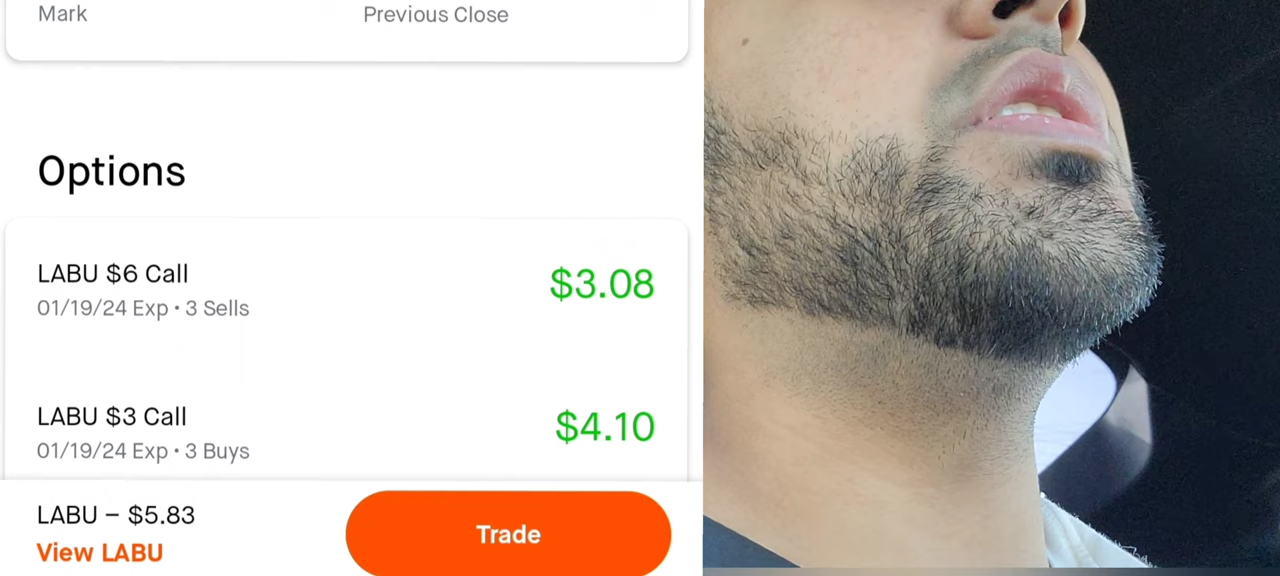 Mark
Previous Close
Options
LABU $6 Call
$3.08
01/19/24 Exp • 3 Sells
LABU $3 Call
$4.10
01/19/24 Exp • 3 Buys
LABU – $5.83
Trade
View LABU